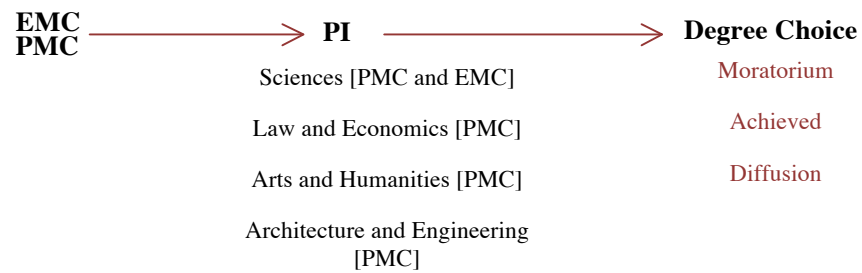 EMC
PMC
PI
Degree Choice
Sciences [PMC and EMC]
Moratorium
Law and Economics [PMC]
Achieved
Arts and Humanities [PMC]
Diffusion
Architecture and Engineering
[PMC]